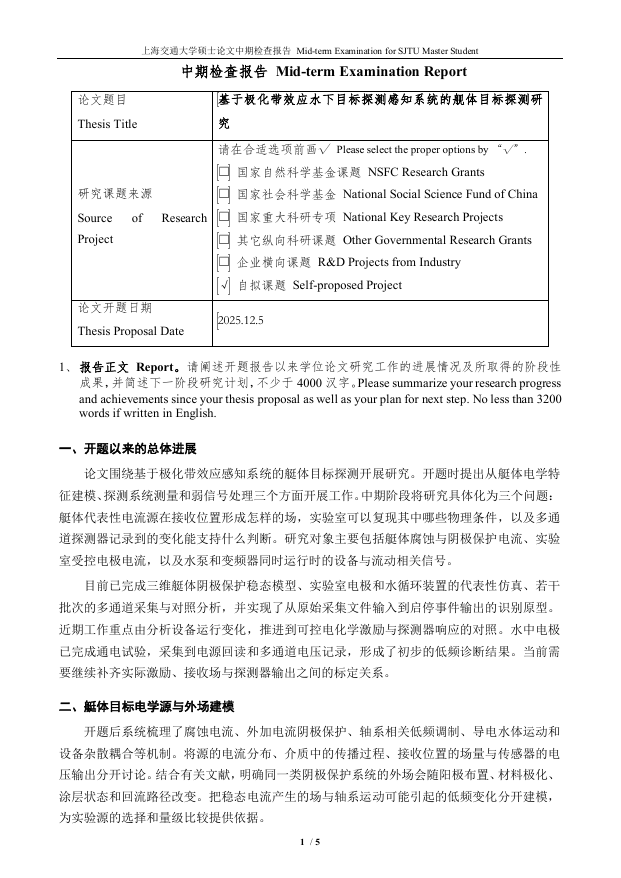 上海交通大学硕士论文中期检查报告 Mid-term Examination for SJTU Master Student
中期检查报告 Mid-term Examination Report
论文题目
Thesis Title
基于极化带效应水下目标探测感知系统的舰体目标探测研
究
研究课题来源
Source of Research
Project
请在合适选项前画√ Please select the proper options by “√”.
[□] 国家自然科学基金课题 NSFC Research Grants
[□] 国家社会科学基金 National Social Science Fund of China
[□] 国家重大科研专项 National Key Research Projects
[□] 其它纵向科研课题 Other Governmental Research Grants
[□] 企业横向课题 R&D Projects from Industry
[√] 自拟课题 Self-proposed Project
论文开题日期
Thesis Proposal Date
2025.12.5
1、 报告正文 Report。请阐述开题报告以来学位论文研究工作的进展情况及所取得的阶段性
成果，并简述下一阶段研究计划，不少于 4000 汉字。Please summarize your research progress
and achievements since your thesis proposal as well as your plan for next step. No less than 3200
words if written in English.
一、开题以来的总体进展
论文围绕基于极化带效应感知系统的艇体目标探测开展研究。开题时提出从艇体电学特
征建模、探测系统测量和弱信号处理三个方面开展工作。中期阶段将研究具体化为三个问题：
艇体代表性电流源在接收位置形成怎样的场，实验室可以复现其中哪些物理条件，以及多通
道探测器记录到的变化能支持什么判断。研究对象主要包括艇体腐蚀与阴极保护电流、实验
室受控电极电流，以及水泵和变频器同时运行时的设备与流动相关信号。
目前已完成三维艇体阴极保护稳态模型、实验室电极和水循环装置的代表性仿真、若干
批次的多通道采集与对照分析，并实现了从原始采集文件输入到启停事件输出的识别原型。
近期工作重点由分析设备运行变化，推进到可控电化学激励与探测器响应的对照。水中电极
已完成通电试验，采集到电源回读和多通道电压记录，形成了初步的低频诊断结果。当前需
要继续补齐实际激励、接收场与探测器输出之间的标定关系。
二、艇体目标电学源与外场建模
开题后系统梳理了腐蚀电流、外加电流阴极保护、轴系相关低频调制、导电水体运动和
设备杂散耦合等机制。将源的电流分布、介质中的传播过程、接收位置的场量与传感器的电
压输出分开讨论。结合有关文献，明确同一类阴极保护系统的外场会随阳极布置、材料极化、
涂层状态和回流路径改变。把稳态电流产生的场与轴系运动可能引起的低频变化分开建模，
为实验源的选择和量级比较提供依据。
1 / 5